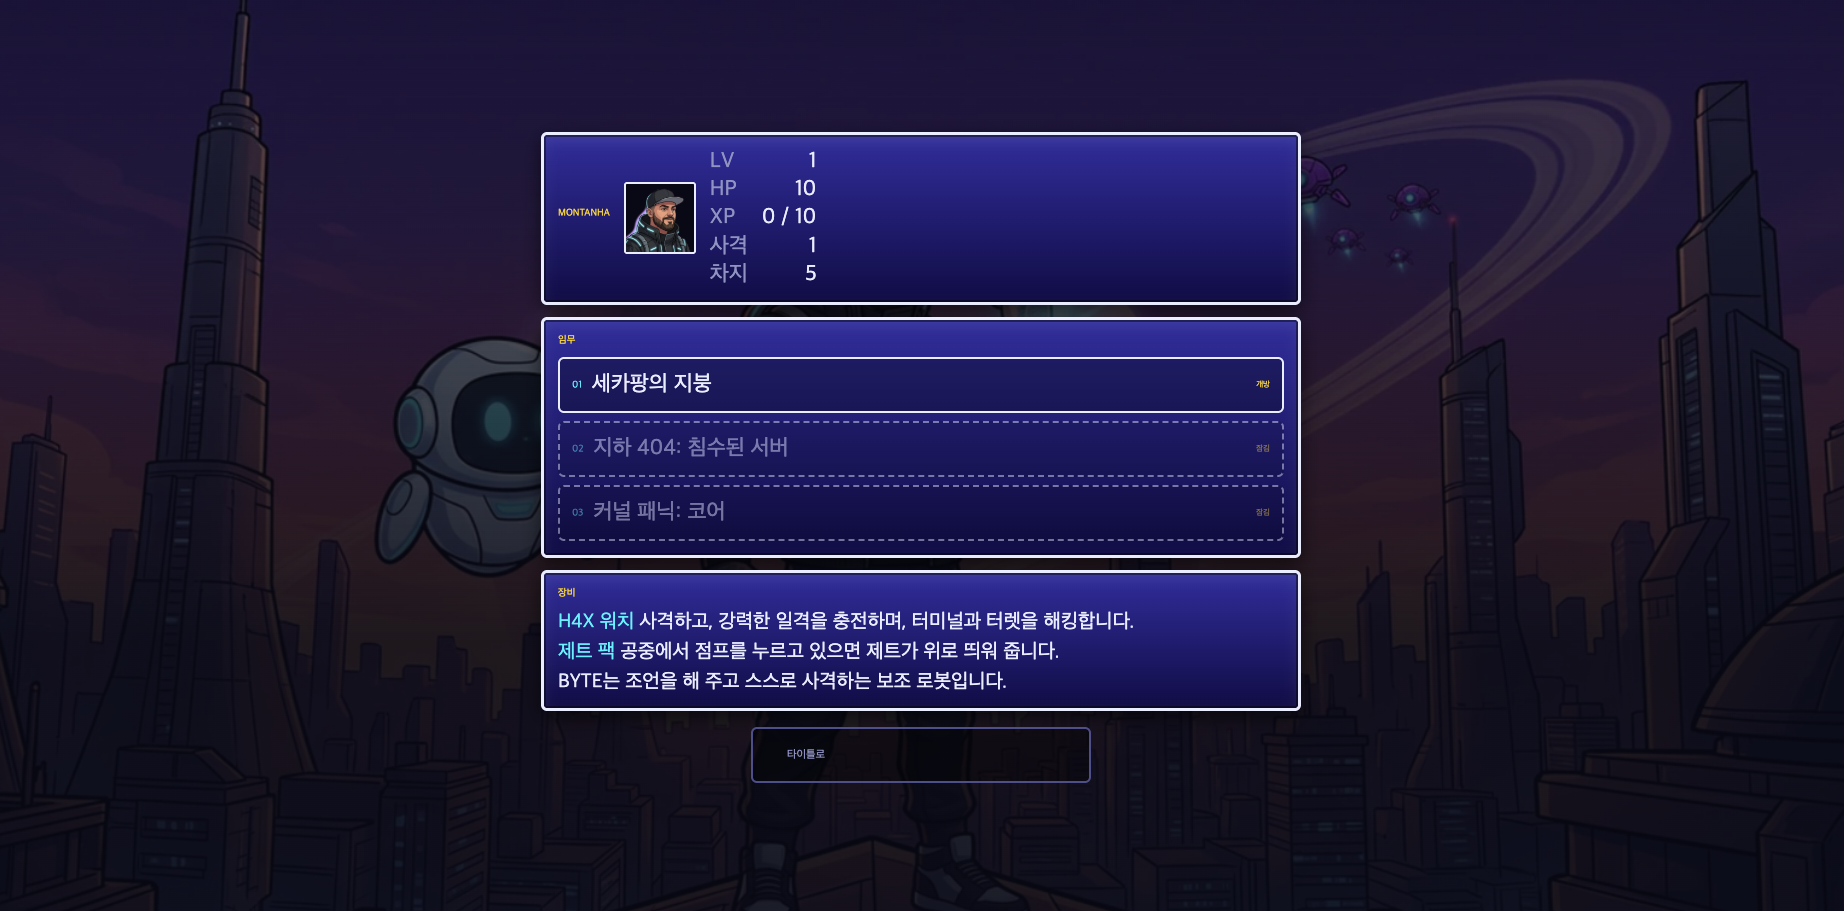 MONTANHA
LV 1
HP 10
XP 0 / 10
사격 1
차지 5
임무
01 세카팡의 지붕 개방
02 지하 404: 침수된 서버 잠김
03 커널 패닉: 코어 잠김
장비
H4X 워치 사격하고, 강력한 일격을 충전하며, 터미널과 터렛을 해킹합니다.
제트 팩 공중에서 점프를 누르고 있으면 제트가 위로 띄워 줍니다.
BYTE는 조언을 해 주고 스스로 사격하는 보조 로봇입니다.
타이틀로